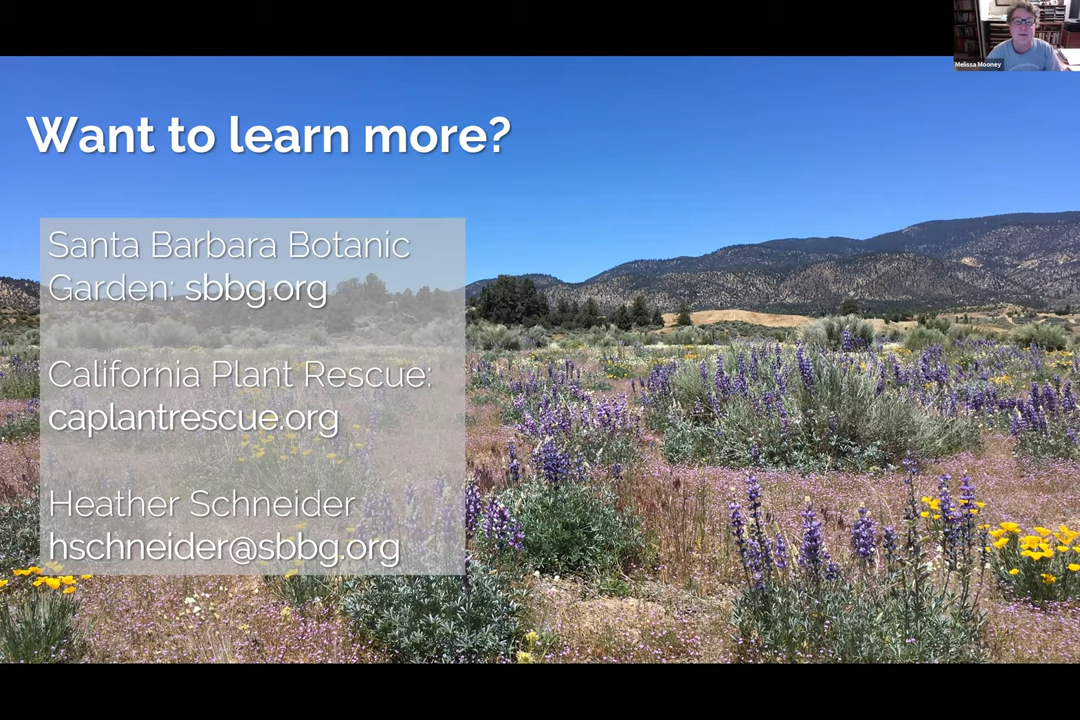 Melissa Mooney
Want to learn more?
Santa Barbara Botanic
Garden: sbbg.org
California Plant Rescue:
caplantrescue.org
Heather Schneider
hschneider@sbbg.org